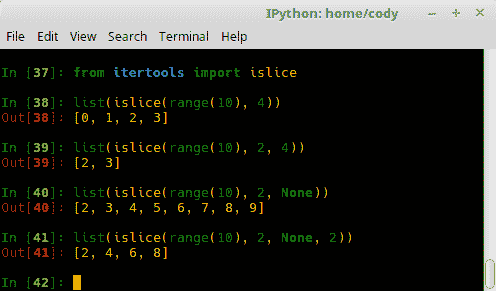 IPython: home/cody
File Edit View Search Terminal Help
In [37]: from itertools import islice
In [38]: list(islice(range(10), 4))
Out[38]: [0, 1, 2, 3]
In [39]: list(islice(range(10), 2, 4))
Out[39]: [2, 3]
In [40]: list(islice(range(10), 2, None))
Out[40]: [2, 3, 4, 5, 6, 7, 8, 9]
In [41]: list(islice(range(10), 2, None, 2))
Out[41]: [2, 4, 6, 8]
In [42]: